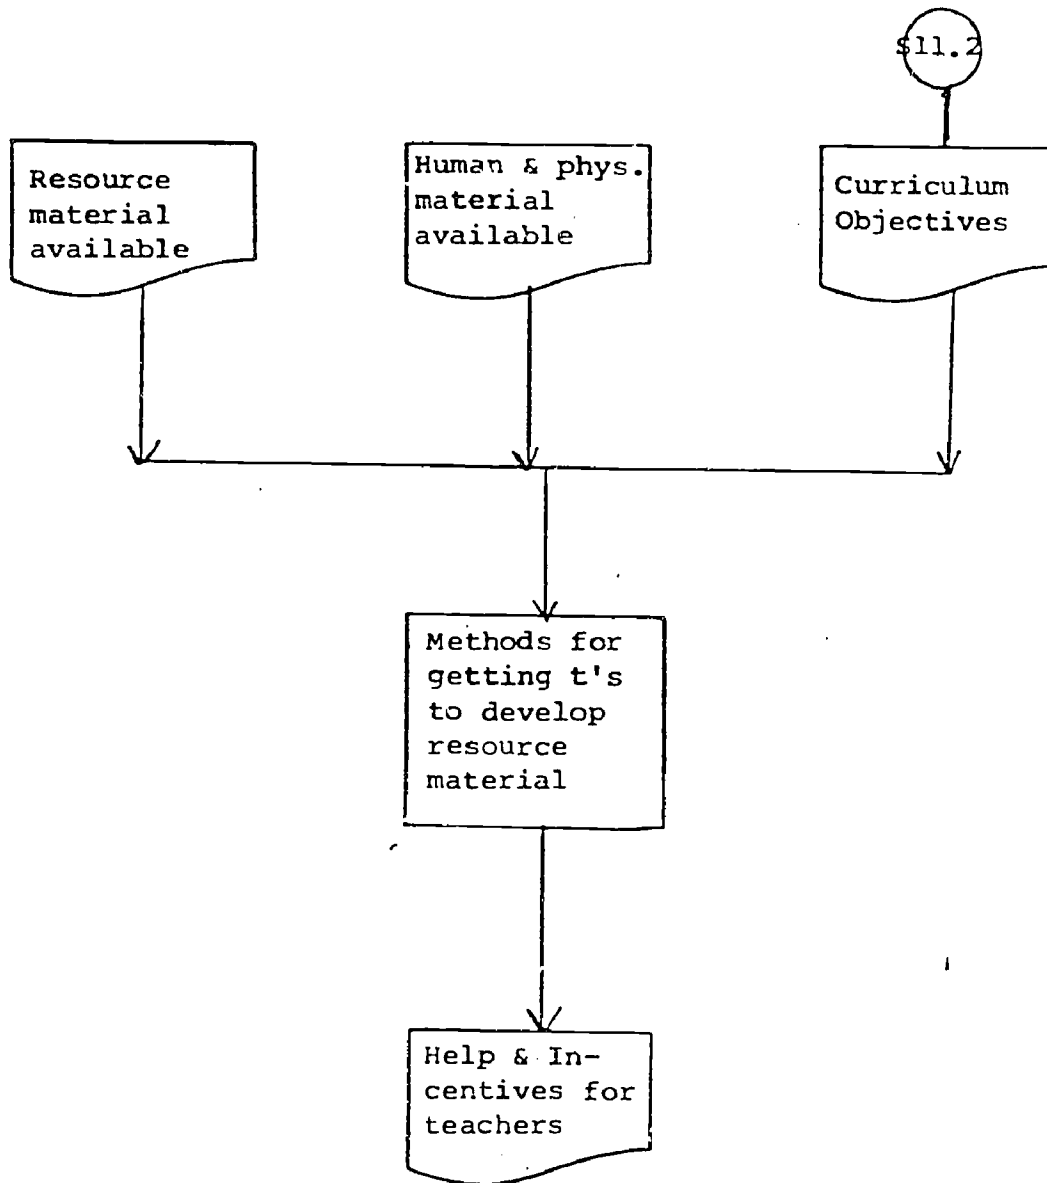 S11.2
Resource
material
available
Human & phys.
material
available
Curriculum
Objectives
Methods for
getting t's
to develop
resource
material
Help & In-
centives for
teachers